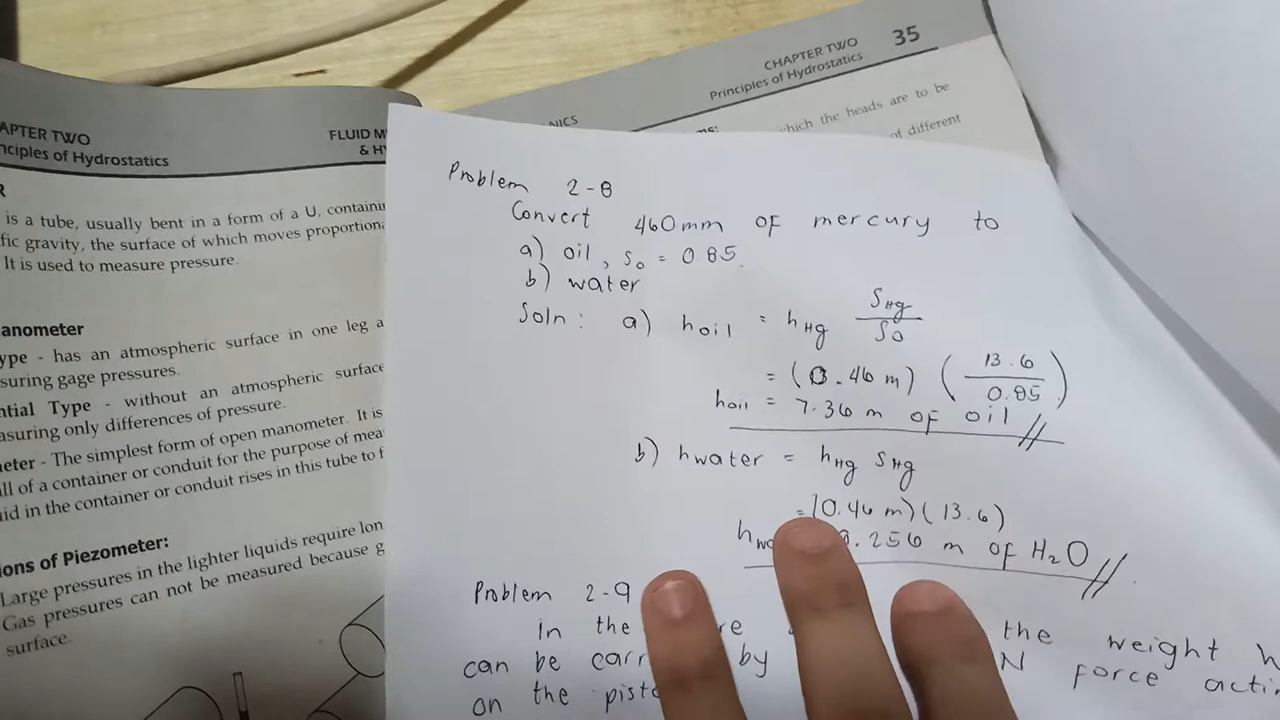 APTER TWO
nciples of Hydrostatics
FLUID M
& H
R
is a tube, usually bent in a form of a U, containi
fic gravity, the surface of which moves proportion
It is used to measure pressure.
anometer
ype - has an atmospheric surface in one leg a
suring gage pressures.
ntial Type - without an atmospheric surface
asuring only differences of pressure.
eter - The simplest form of open manometer. It is
all of a container or conduit for the purpose of mea
uid in the container or conduit rises in this tube to f
ions of Piezometer:
Large pressures in the lighter liquids require lon
Gas pressures can not be measured because g
surface.
NICS
CHAPTER TWO
Principles of Hydrostatics
35
ms:
which the heads are to be
of different
Problem 2-8
Convert 460mm of mercury to
a) oil, So = 0.85.
b) water
Soln: a) hoil = hHg SHg/So
= (0.46 m) (13.6/0.85)
hoil = 7.36 m of oil //
b) hwater = hHg SHg
= (0.46 m)(13.6)
.256 m of H2O //
Problem 2-9
In the re the weight
can be carr by N force acti
on the pist